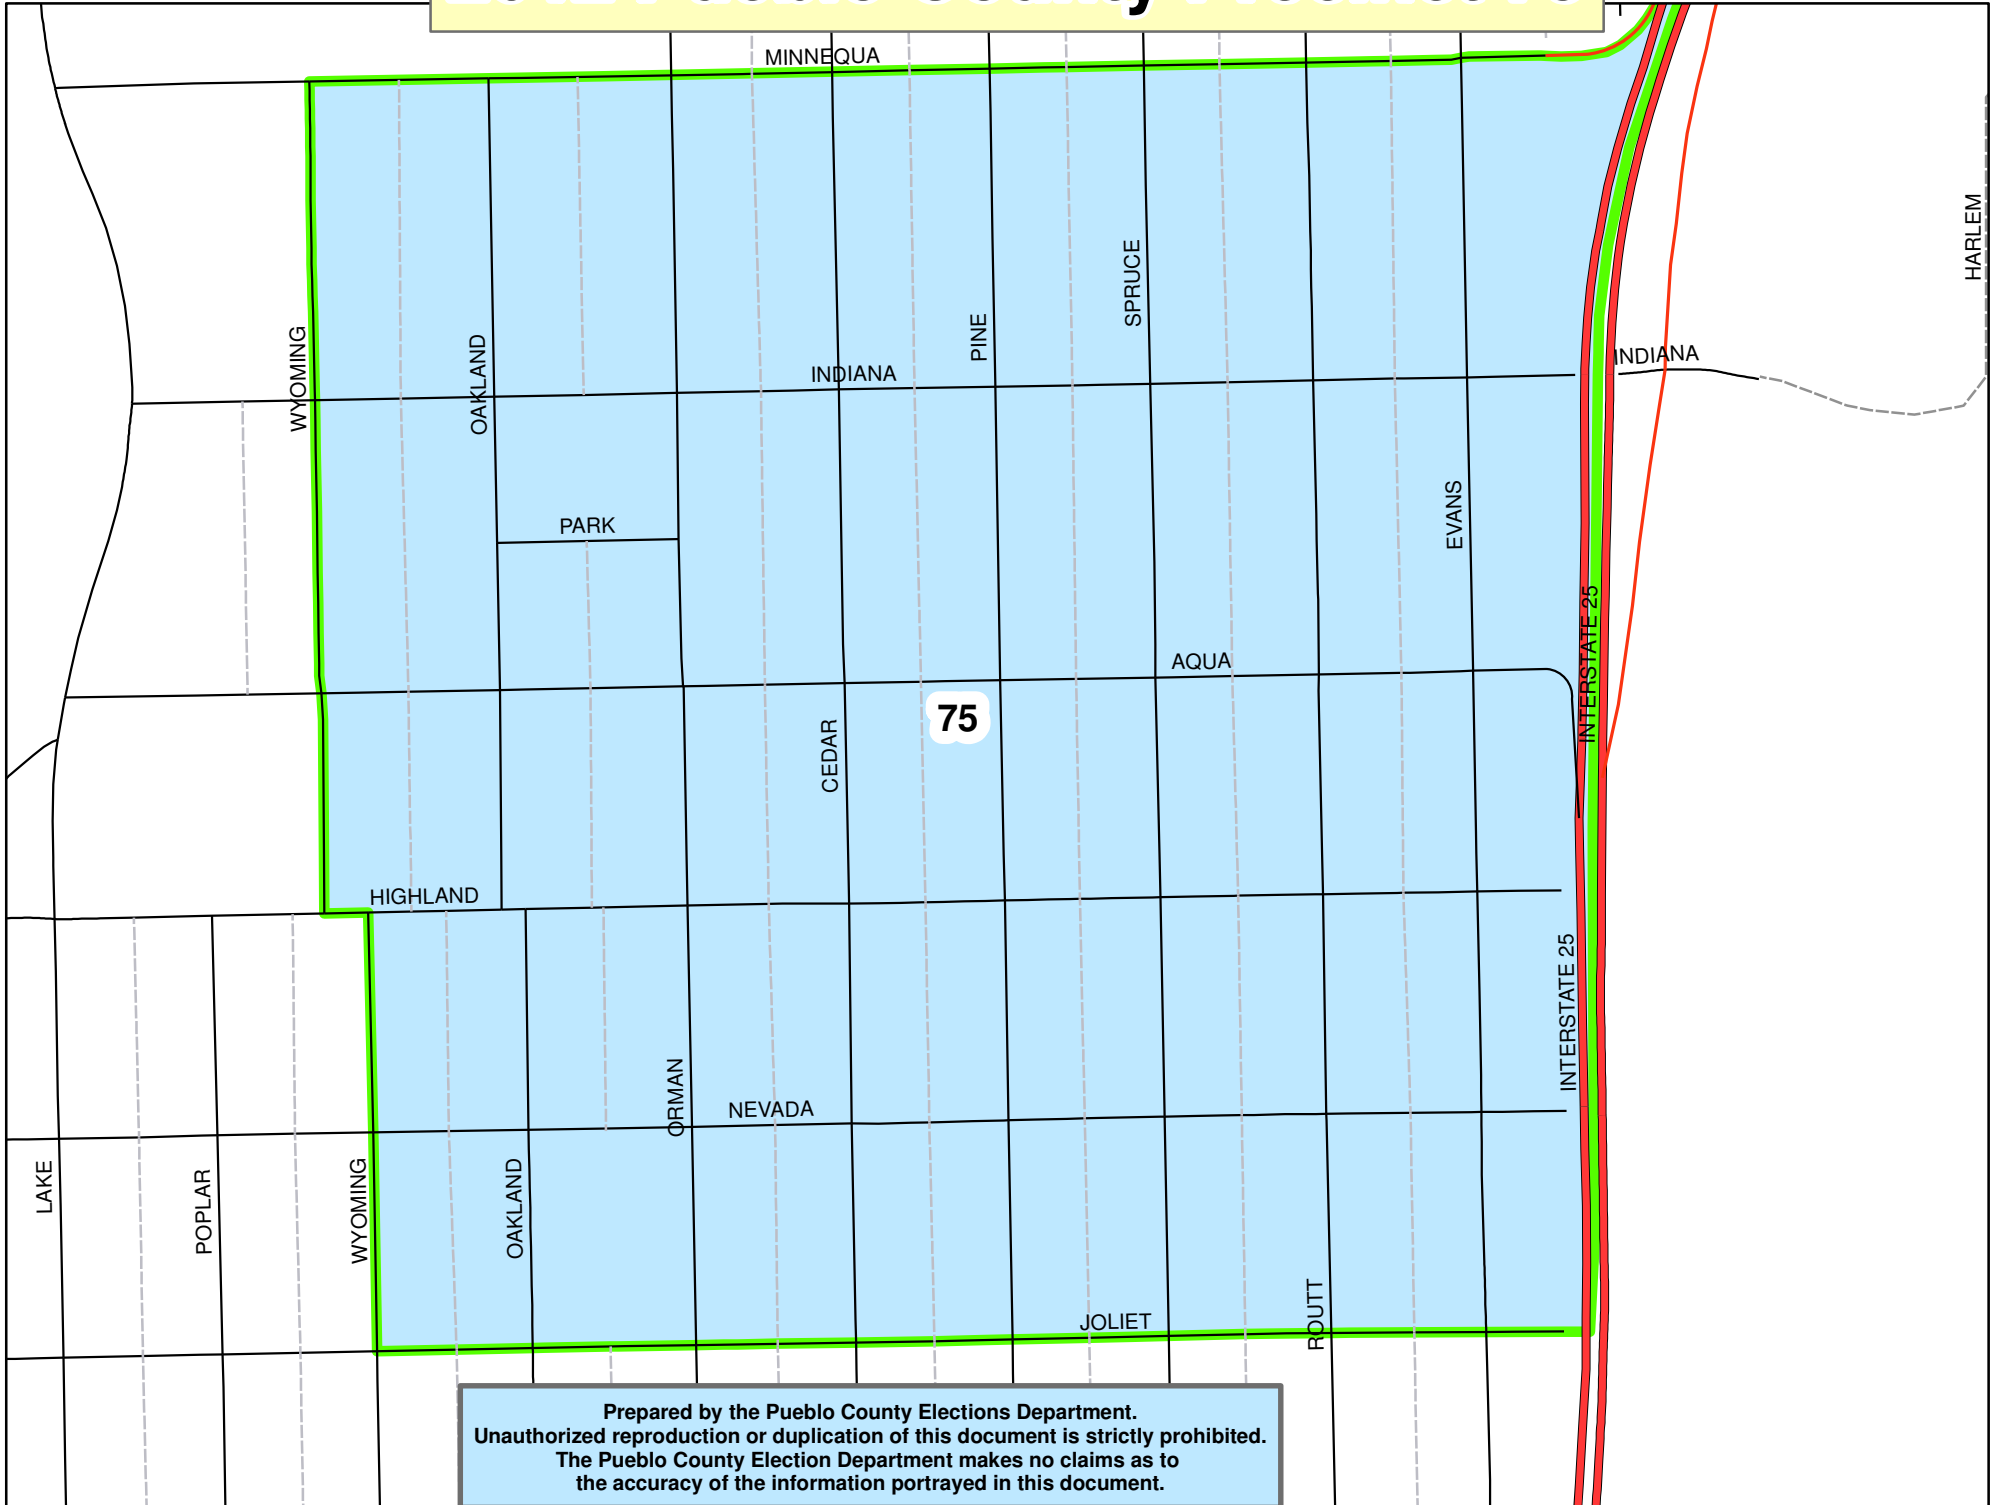 MINNEQUA
HARLEM
SPRUCE
PINE
WYOMING
OAKLAND
INDIANA
INDIANA
PARK
EVANS
INTERSTATE 25
AQUA
75
CEDAR
HIGHLAND
INTERSTATE 25
ORMAN
NEVADA
LAKE
POPLAR
WYOMING
OAKLAND
JOLIET
ROUTT
Prepared by the Pueblo County Elections Department.
Unauthorized reproduction or duplication of this document is strictly prohibited.
The Pueblo County Election Department makes no claims as to
the accuracy of the information portrayed in this document.